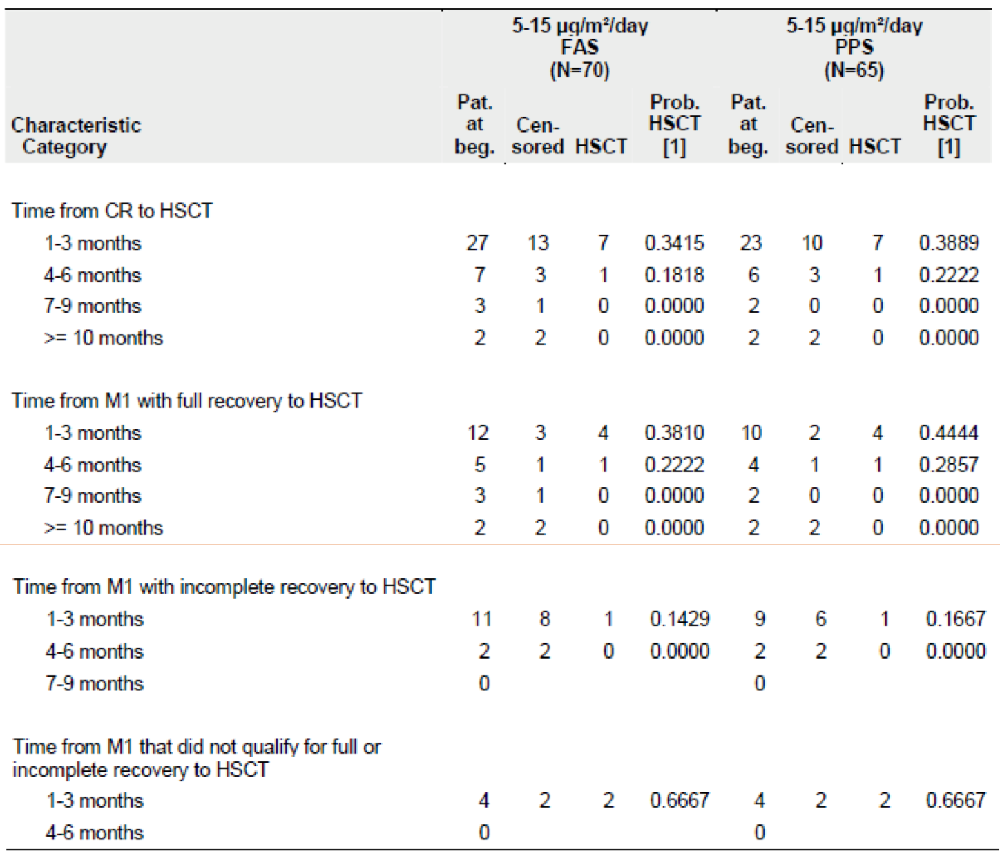 5-15 µg/m²/day 5-15 µg/m²/day
FAS PPS
(N=70) (N=65)
Pat. Prob. Pat. Prob.
Characteristic at Cen- HSCT at Cen- HSCT
Category beg. sored HSCT [1] beg. sored HSCT [1]
Time from CR to HSCT
1-3 months 27 13 7 0.3415 23 10 7 0.3889
4-6 months 7 3 1 0.1818 6 3 1 0.2222
7-9 months 3 1 0 0.0000 2 0 0 0.0000
>= 10 months 2 2 0 0.0000 2 2 0 0.0000
Time from M1 with full recovery to HSCT
1-3 months 12 3 4 0.3810 10 2 4 0.4444
4-6 months 5 1 1 0.2222 4 1 1 0.2857
7-9 months 3 1 0 0.0000 2 0 0 0.0000
>= 10 months 2 2 0 0.0000 2 2 0 0.0000
Time from M1 with incomplete recovery to HSCT
1-3 months 11 8 1 0.1429 9 6 1 0.1667
4-6 months 2 2 0 0.0000 2 2 0 0.0000
7-9 months 0 0
Time from M1 that did not qualify for full or
incomplete recovery to HSCT
1-3 months 4 2 2 0.6667 4 2 2 0.6667
4-6 months 0 0